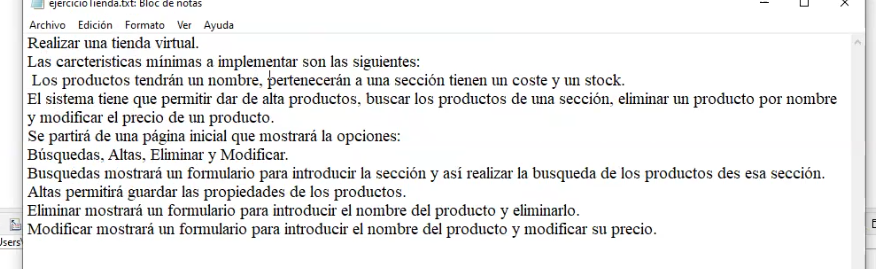 ejercicioTienda.txt: Bloc de notas
Archivo Edición Formato Ver Ayuda
Realizar una tienda virtual.
Las carcteristicas mínimas a implementar son las siguientes:
Los productos tendrán un nombre, pertenecerán a una sección tienen un coste y un stock.
El sistema tiene que permitir dar de alta productos, buscar los productos de una sección, eliminar un producto por nombre
y modificar el precio de un producto.
Se partirá de una página inicial que mostrará la opciones:
Búsquedas, Altas, Eliminar y Modificar.
Busquedas mostrará un formulario para introducir la sección y así realizar la busqueda de los productos des esa sección.
Altas permitirá guardar las propiedades de los productos.
Eliminar mostrará un formulario para introducir el nombre del producto y eliminarlo.
Modificar mostrará un formulario para introducir el nombre del producto y modificar su precio.